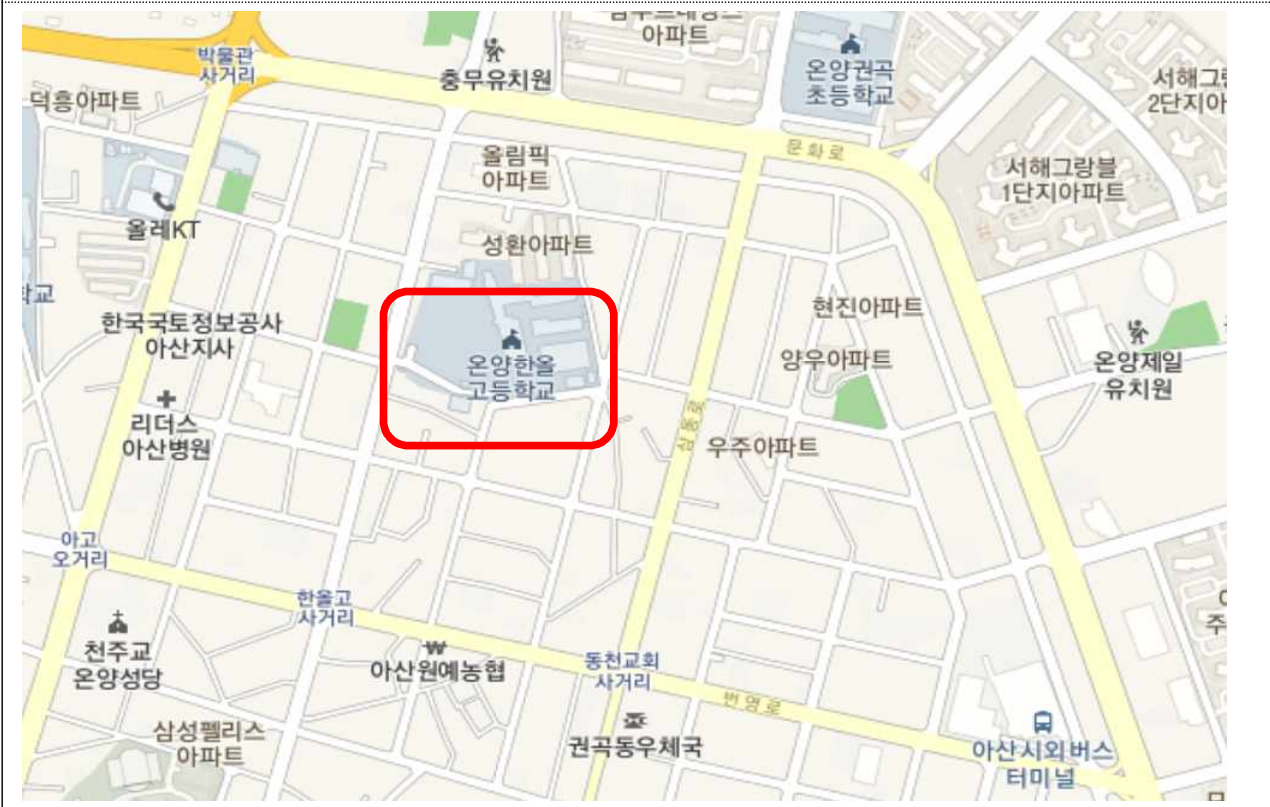 아파트
박물관
사거리
충무유치원
온양권곡
초등학교
덕흥아파트
2단지아
문화로
올림픽
아파트
서해그랑블
1단지아파트
올레KT
성환아파트
학교
한국국토정보공사
아산지사
현진아파트
온양한올
고등학교
양우아파트
온양제일
유치원
리더스
아산병원
삼동로
우주아파트
아고
오거리
한올고
사거리
천주교
온양성당
아산원예농협
동천교회
사거리
번영로
삼성펠리스
아파트
권곡동우체국
아산시외버스
터미널